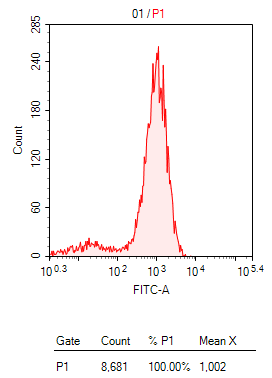 01 / P1
285
240
180
120
60
0
Count
10^0.3 10^2 10^3 10^4 10^5.4
FITC-A
Gate Count % P1 Mean X
P1 8,681 100.00% 1,002